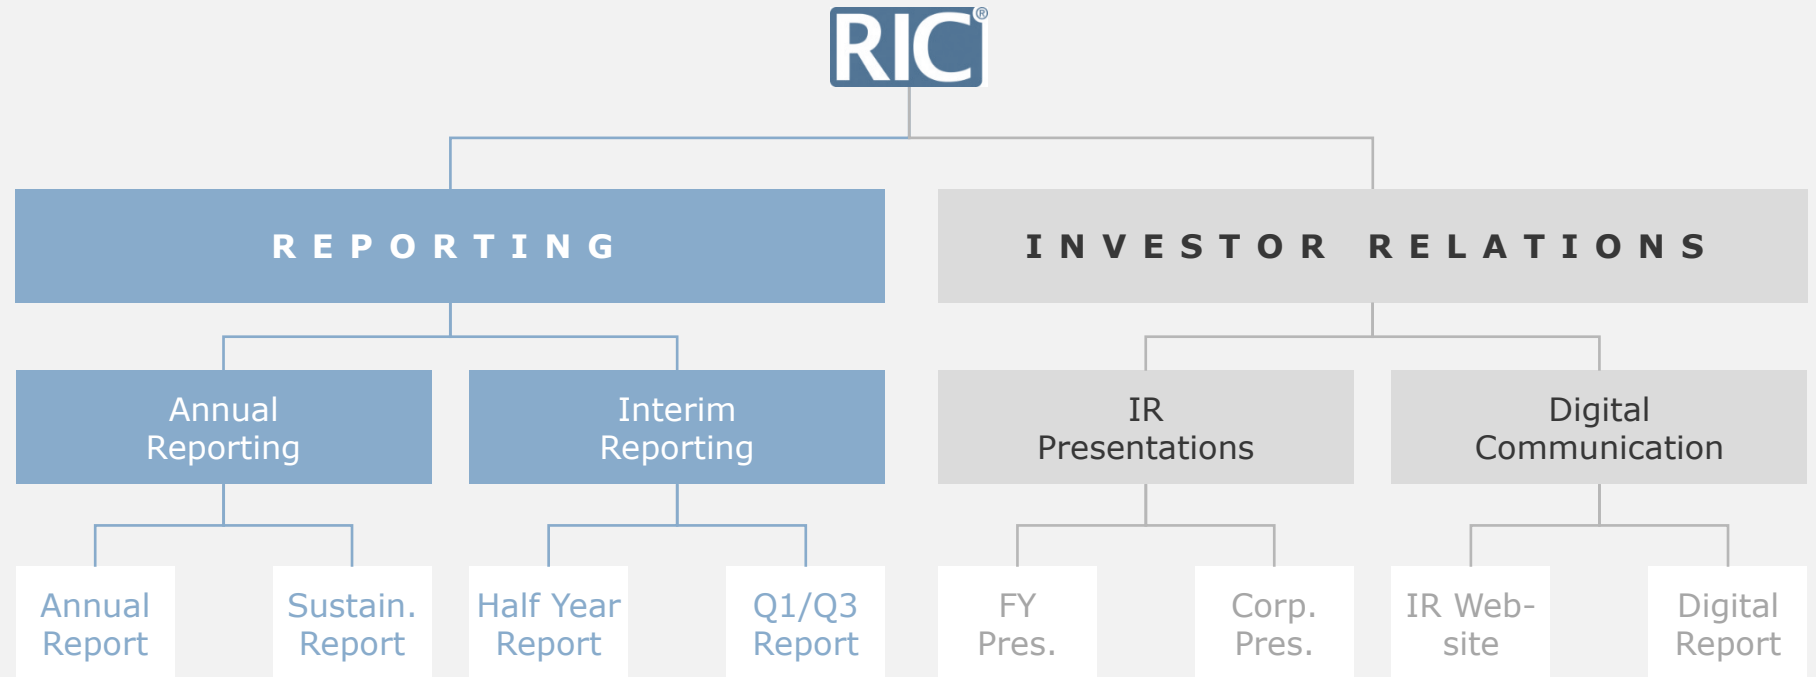 RIC®
REPORTING
INVESTOR RELATIONS
Annual
Reporting
Interim
Reporting
IR
Presentations
Digital
Communication
Annual
Report
Sustain.
Report
Half Year
Report
Q1/Q3
Report
FY
Pres.
Corp.
Pres.
IR Web-
site
Digital
Report